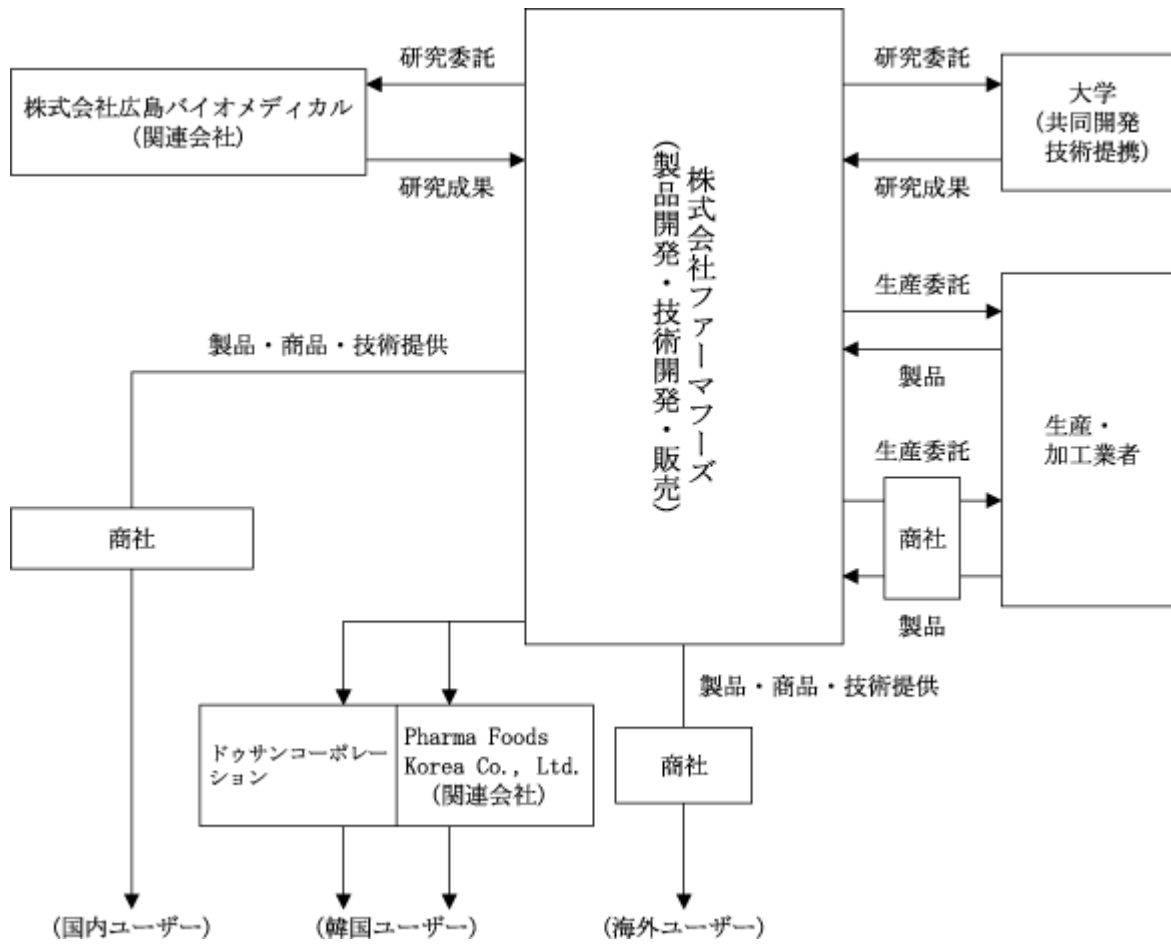 研究委託
研究委託
株式会社広島バイオメディカル
(関連会社)
大学
(共同開発
技術提携)
研究成果
研究成果
株式会社ファーマフーズ
(製品開発・技術開発・販売)
生産委託
製品・商品・技術提供
製品
生産・
加工業者
生産委託
商社
商社
製品
製品・商品・技術提供
ドゥサンコーポレー
ション
Pharma Foods
Korea Co., Ltd.
(関連会社)
商社
(国内ユーザー)
(韓国ユーザー)
(海外ユーザー)